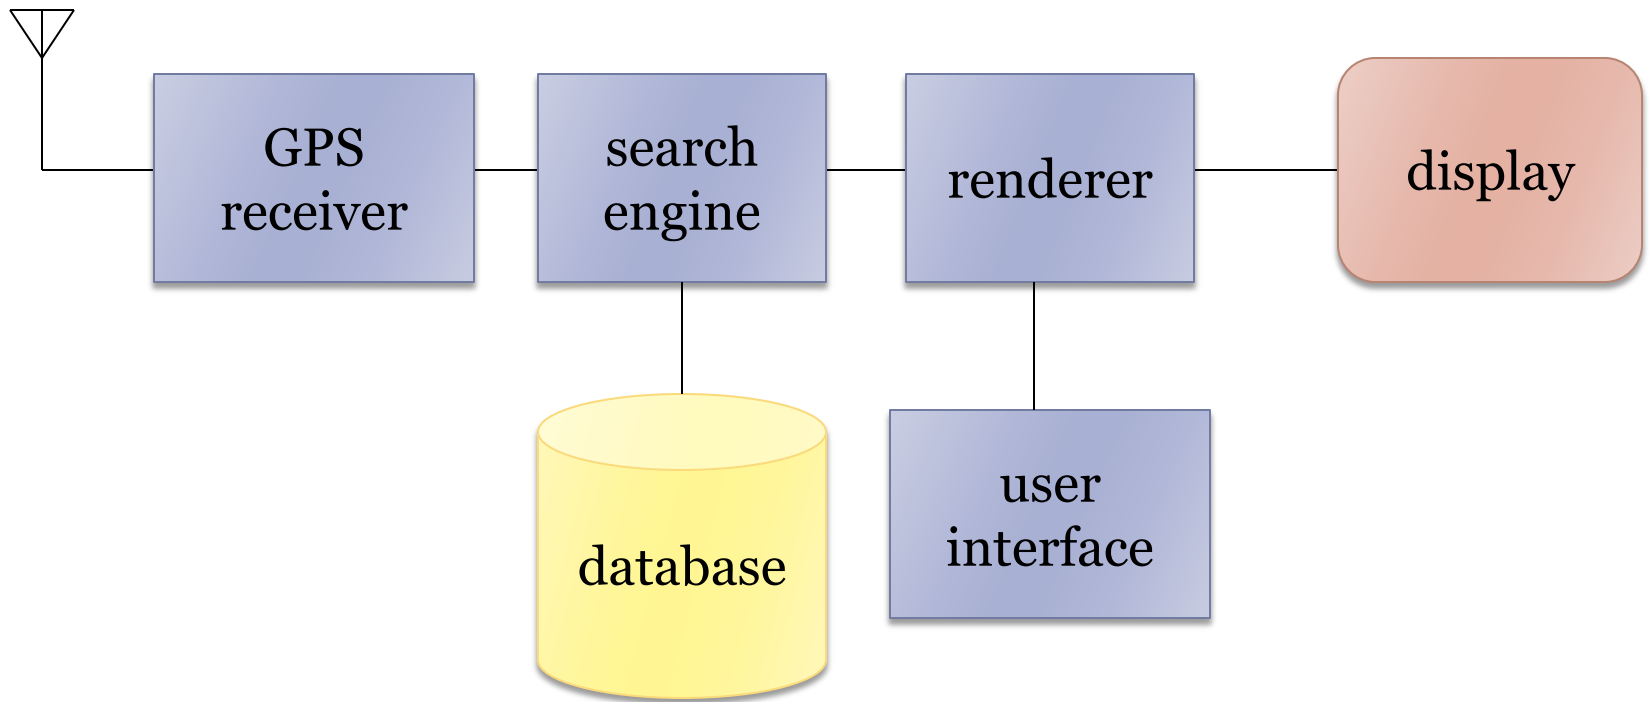 GPS
receiver
search
engine
renderer
display
database
user
interface